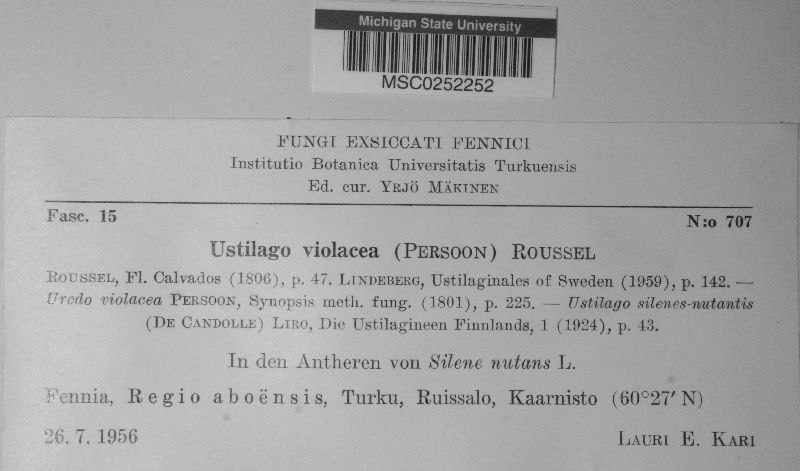 Michigan State University
MSC0252252
FUNGI EXSICCATI FENNICI
Institutio Botanica Universitatis Turkuensis
Ed. cur. YRJÖ MÄKINEN
Fasc. 15 N:o 707
Ustilago violacea (PERSOON) ROUSSEL
ROUSSEL, Fl. Calvados (1806), p. 47. LINDEBERG, Ustilaginales of Sweden (1959), p. 142. —
Uredo violacea PERSOON, Synopsis meth. fung. (1801), p. 225. — Ustilago silenes-nutantis
(DE CANDOLLE) LIRO, Die Ustilagineen Finnlands, 1 (1924), p. 43.
In den Antheren von Silene nutans L.
Fennia, Regio aboënsis, Turku, Ruissalo, Kaarnisto (60°27′ N)
26. 7. 1956 LAURI E. KARI